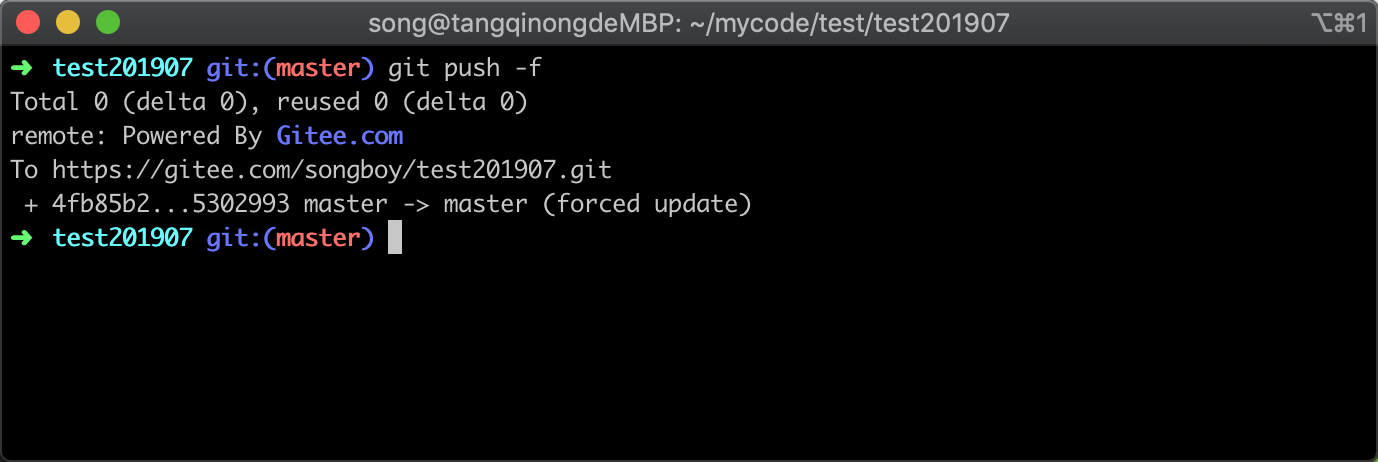 song@tangqinongdeMBP: ~/mycode/test/test201907 ⌥⌘1
➜ test201907 git:(master) git push -f
Total 0 (delta 0), reused 0 (delta 0)
remote: Powered By Gitee.com
To https://gitee.com/songboy/test201907.git
 + 4fb85b2...5302993 master -> master (forced update)
➜ test201907 git:(master)